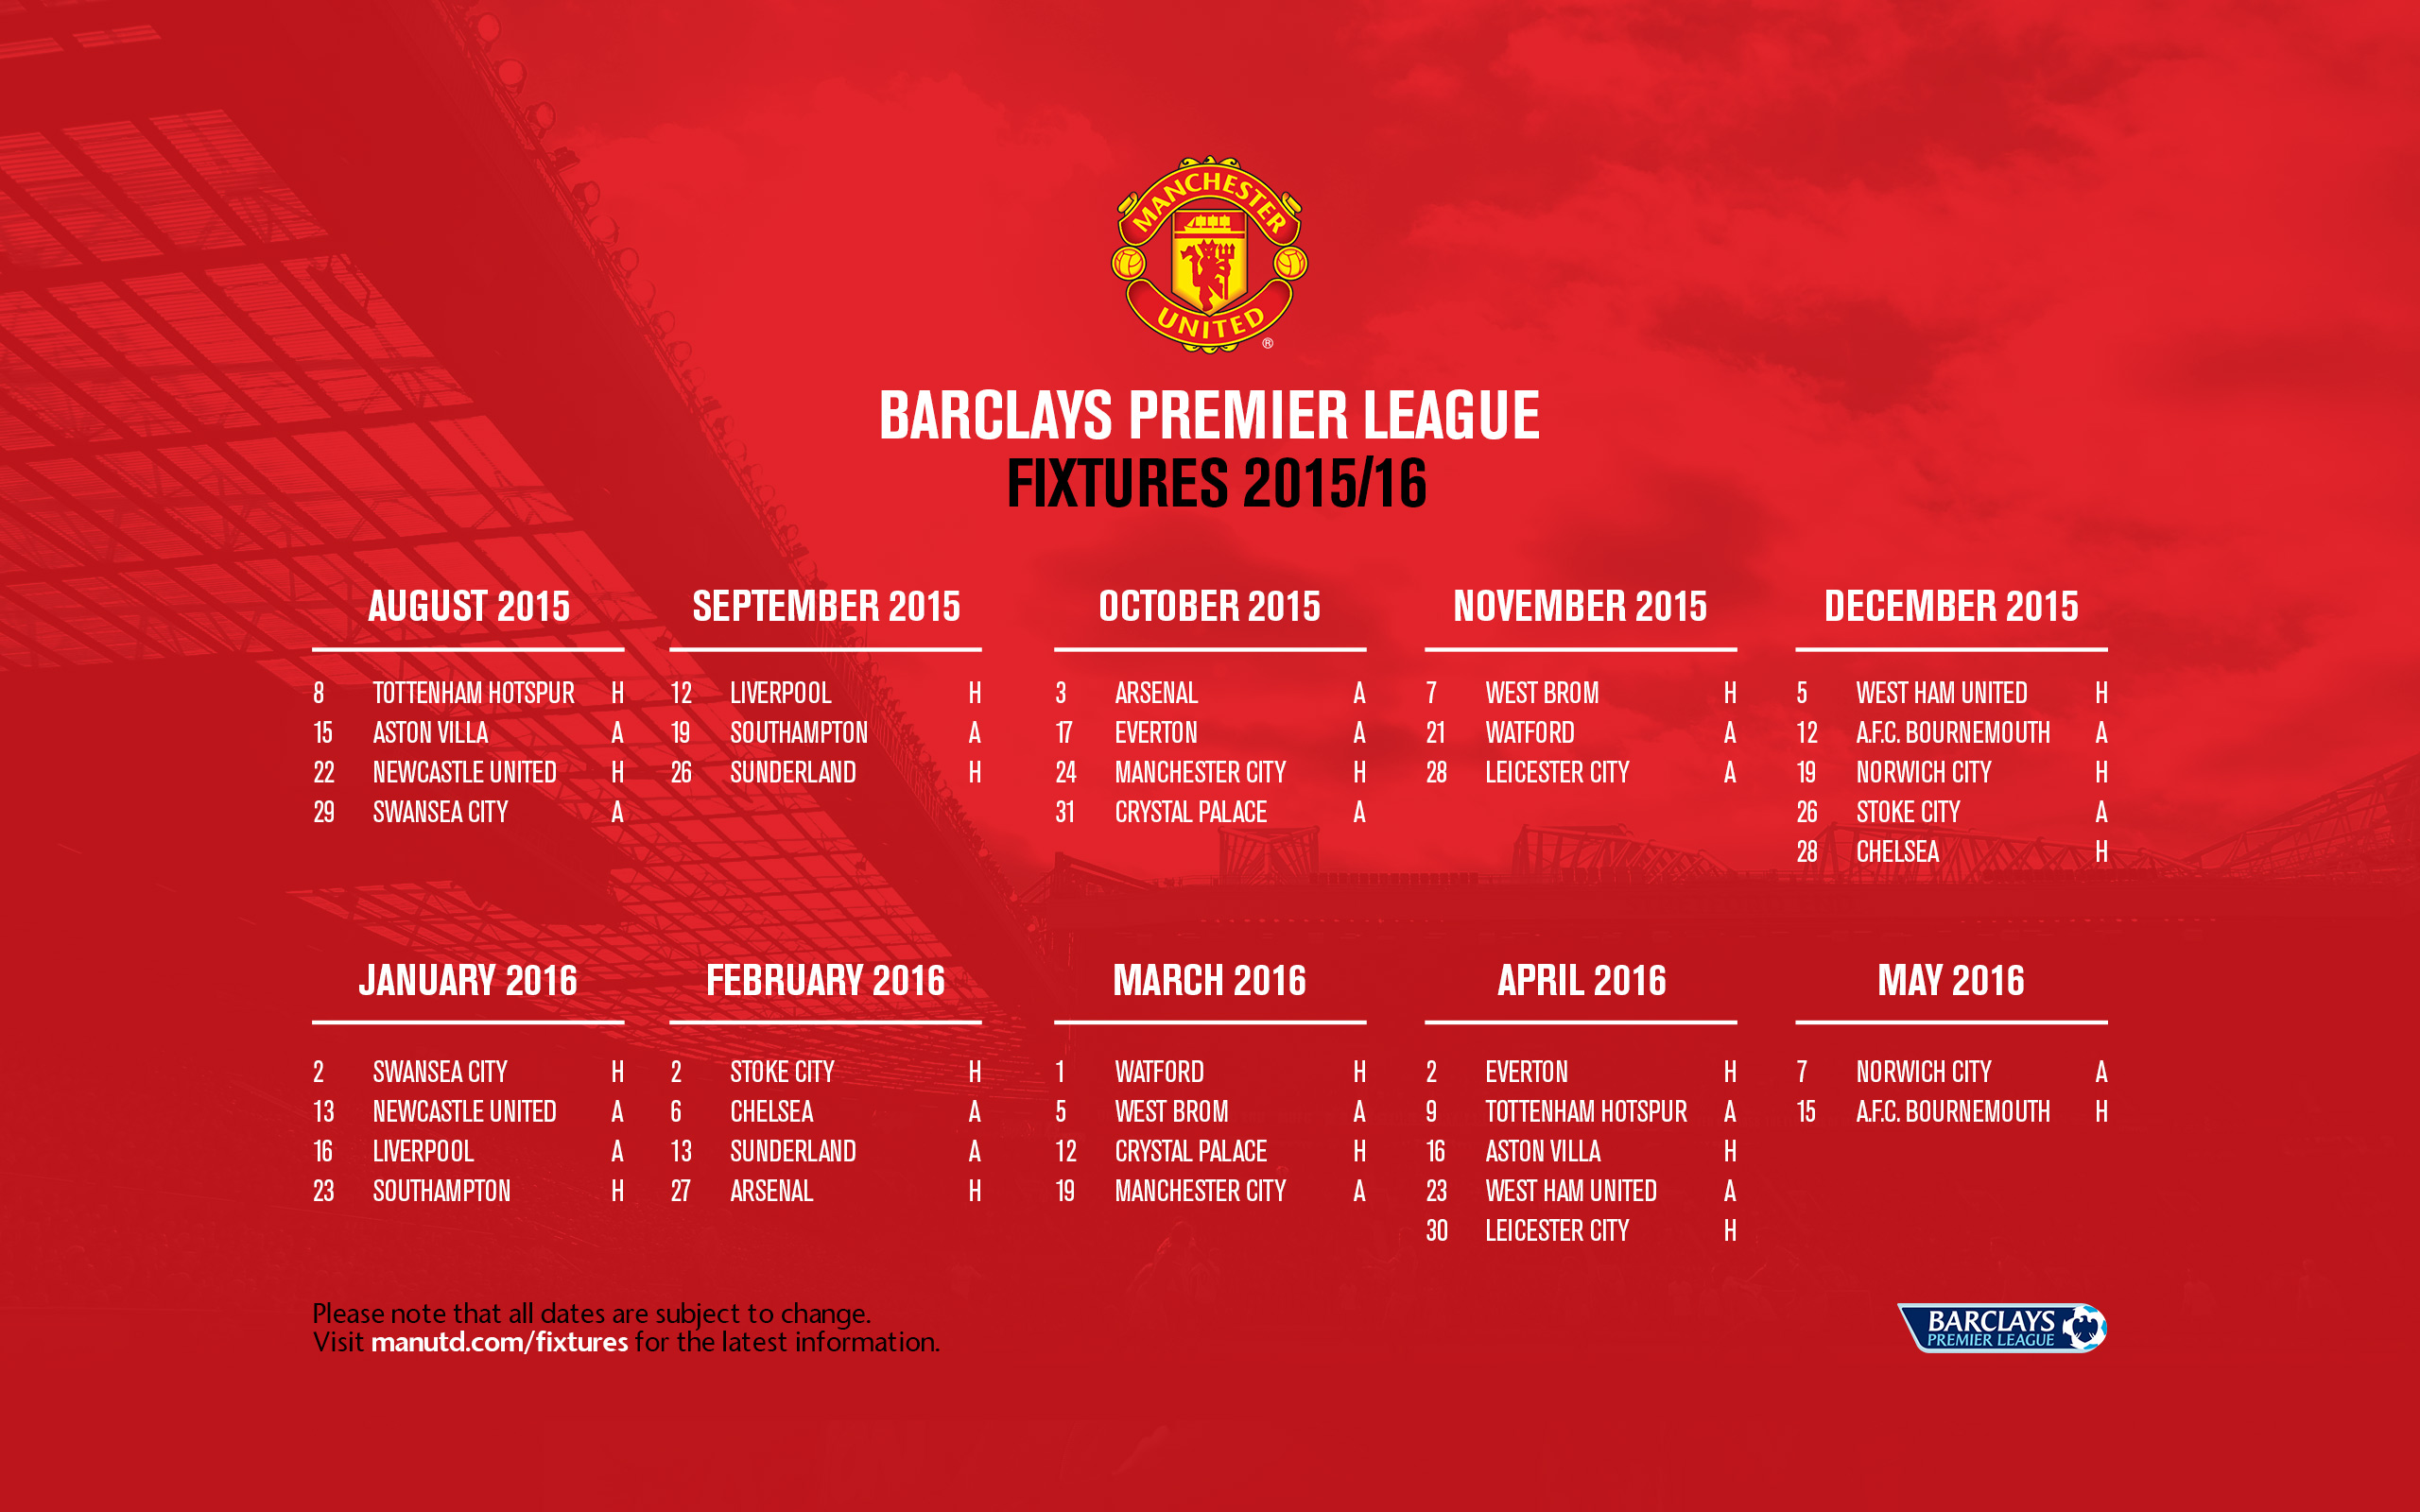 MANCHESTER
UNITED
®
BARCLAYS PREMIER LEAGUE
FIXTURES 2015/16
AUGUST 2015
8 TOTTENHAM HOTSPUR H
15 ASTON VILLA A
22 NEWCASTLE UNITED H
29 SWANSEA CITY A
SEPTEMBER 2015
12 LIVERPOOL H
19 SOUTHAMPTON A
26 SUNDERLAND H
OCTOBER 2015
3 ARSENAL A
17 EVERTON A
24 MANCHESTER CITY H
31 CRYSTAL PALACE A
NOVEMBER 2015
7 WEST BROM H
21 WATFORD A
28 LEICESTER CITY A
DECEMBER 2015
5 WEST HAM UNITED H
12 A.F.C. BOURNEMOUTH A
19 NORWICH CITY H
26 STOKE CITY A
28 CHELSEA H
JANUARY 2016
2 SWANSEA CITY H
13 NEWCASTLE UNITED A
16 LIVERPOOL A
23 SOUTHAMPTON H
FEBRUARY 2016
2 STOKE CITY H
6 CHELSEA A
13 SUNDERLAND A
27 ARSENAL H
MARCH 2016
1 WATFORD H
5 WEST BROM A
12 CRYSTAL PALACE H
19 MANCHESTER CITY A
APRIL 2016
2 EVERTON H
9 TOTTENHAM HOTSPUR A
16 ASTON VILLA H
23 WEST HAM UNITED A
30 LEICESTER CITY H
MAY 2016
7 NORWICH CITY A
15 A.F.C. BOURNEMOUTH H
Please note that all dates are subject to change.
Visit manutd.com/fixtures for the latest information.
BARCLAYS
PREMIER LEAGUE